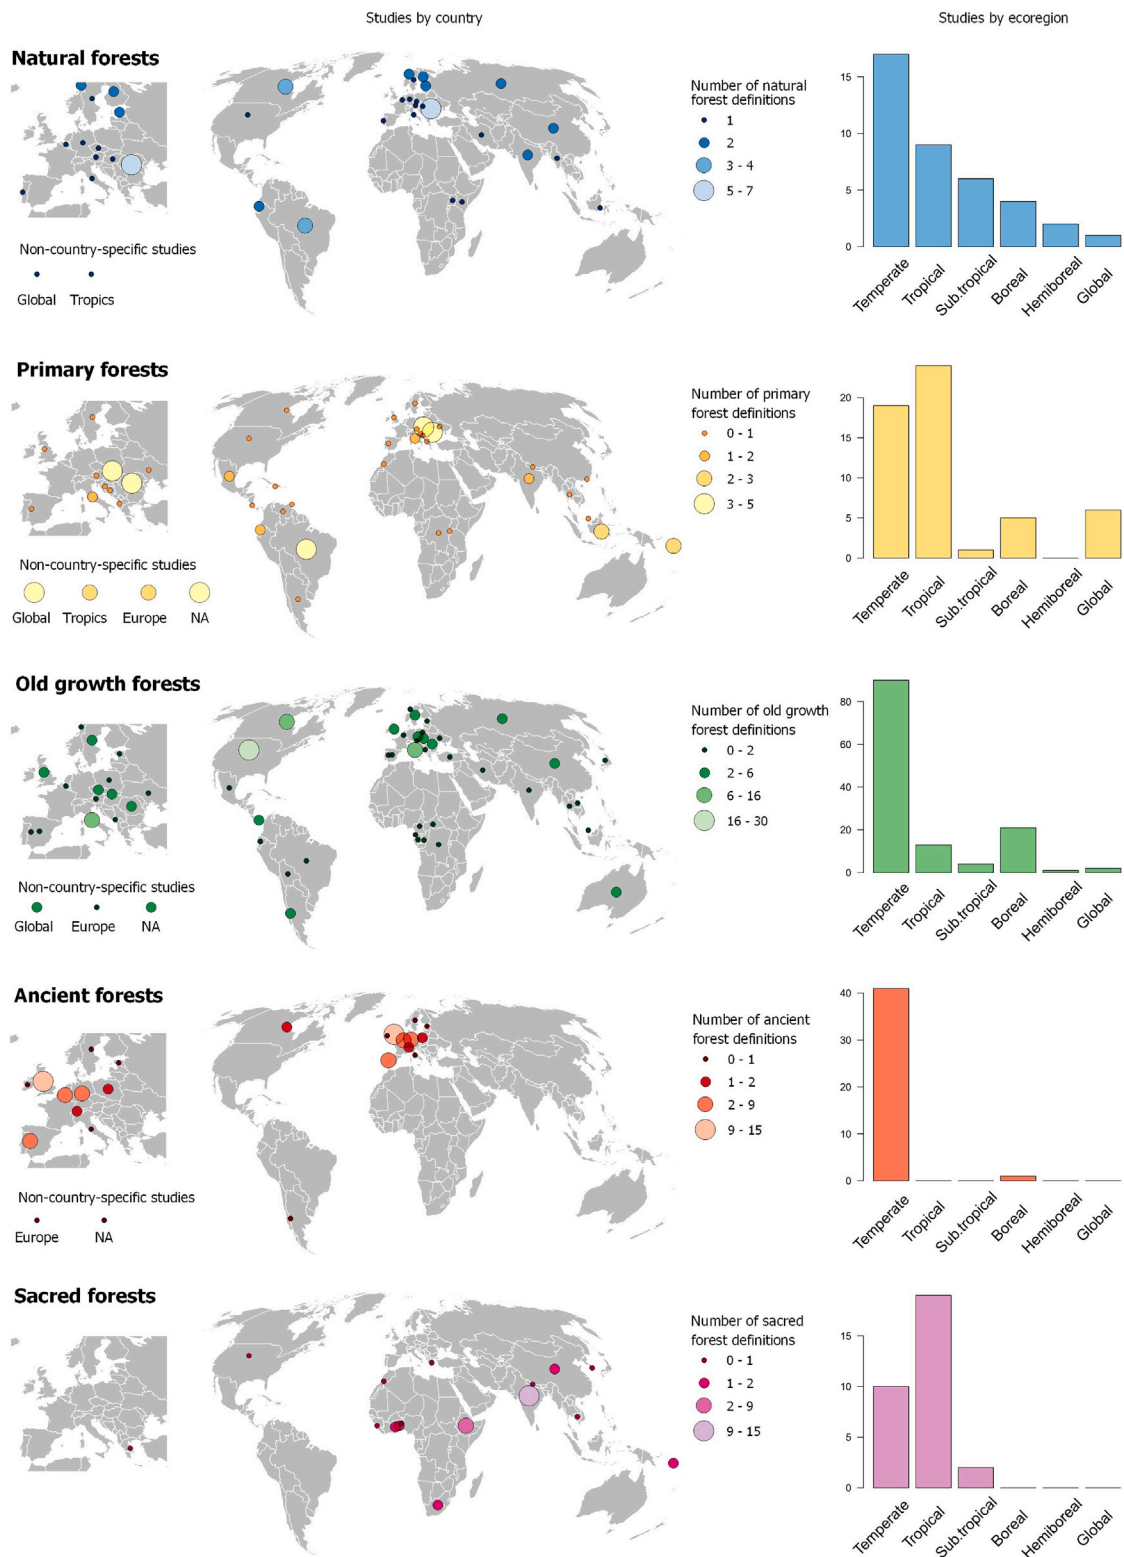 Studies by country
Studies by ecoregion
Natural forests
Non-country-specific studies
Global Tropics
Number of natural
forest definitions
1
2
3 - 4
5 - 7
15
10
5
0
Temperate
Tropical
Sub.tropical
Boreal
Hemiboreal
Global
Primary forests
Non-country-specific studies
Global Tropics Europe NA
Number of primary
forest definitions
0 - 1
1 - 2
2 - 3
3 - 5
20
15
10
5
0
Temperate
Tropical
Sub.tropical
Boreal
Hemiboreal
Global
Old growth forests
Non-country-specific studies
Global Europe NA
Number of old growth
forest definitions
0 - 2
2 - 6
6 - 16
16 - 30
80
60
40
20
0
Temperate
Tropical
Sub.tropical
Boreal
Hemiboreal
Global
Ancient forests
Non-country-specific studies
Europe NA
Number of ancient
forest definitions
0 - 1
1 - 2
2 - 9
9 - 15
40
30
20
10
0
Temperate
Tropical
Sub.tropical
Boreal
Hemiboreal
Global
Sacred forests
Number of sacred
forest definitions
0 - 1
1 - 2
2 - 9
9 - 15
15
10
5
0
Temperate
Tropical
Sub.tropical
Boreal
Hemiboreal
Global